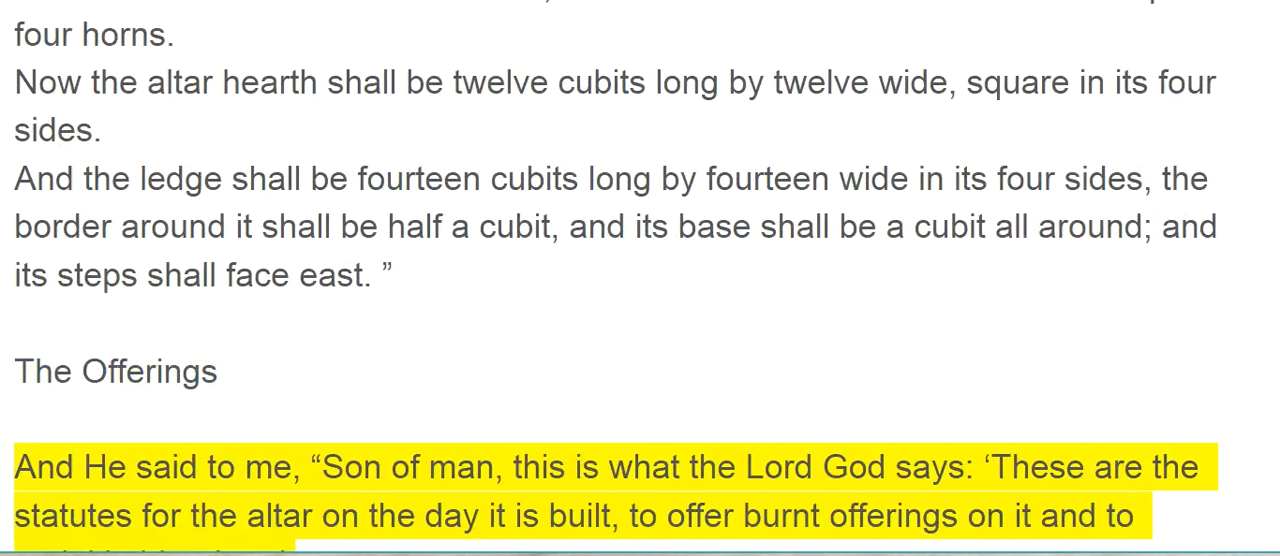 four horns.
Now the altar hearth shall be twelve cubits long by twelve wide, square in its four
sides.
And the ledge shall be fourteen cubits long by fourteen wide in its four sides, the
border around it shall be half a cubit, and its base shall be a cubit all around; and
its steps shall face east. ”
The Offerings
And He said to me, “Son of man, this is what the Lord God says: ‘These are the
statutes for the altar on the day it is built, to offer burnt offerings on it and to